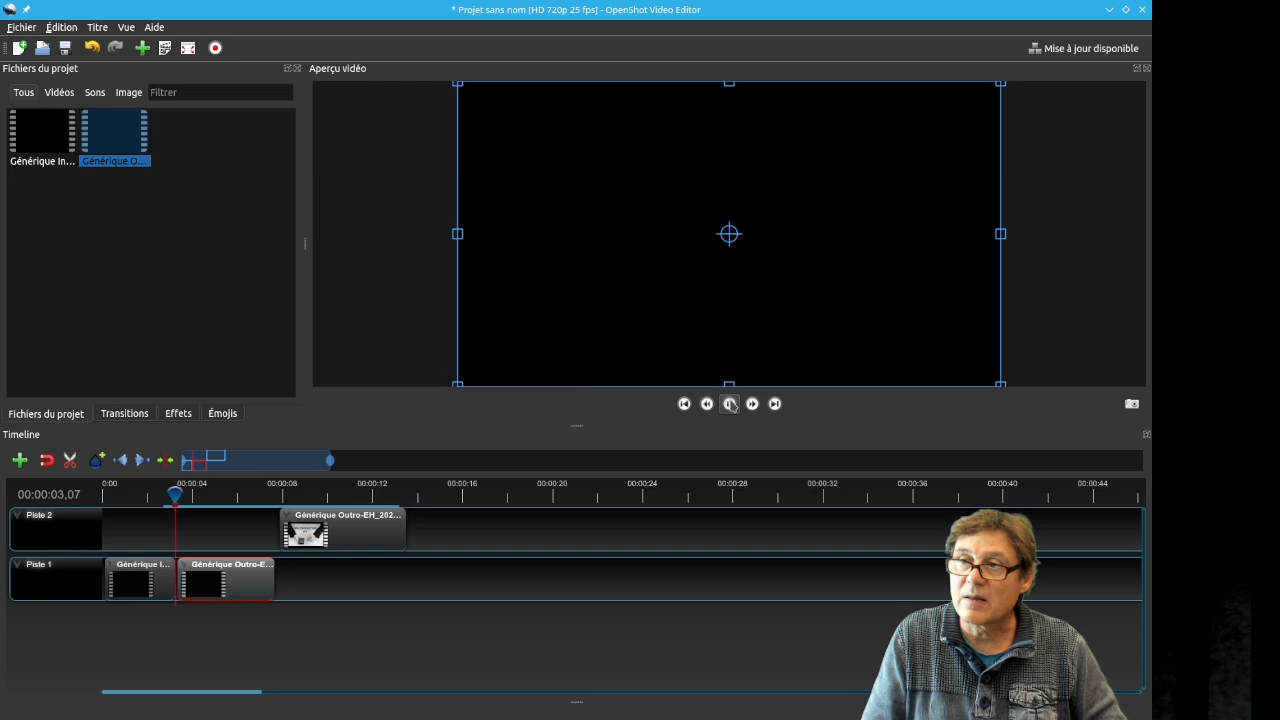 * Projet sans nom [HD 720p 25 fps] - OpenShot Video Editor
Fichier Édition Titre Vue Aide
Mise à jour disponible
Fichiers du projet
Aperçu vidéo
Tous Vidéos Sons Image Filtrer
Générique In... Générique O...
Fichiers du projet Transitions Effets Émojis
Timeline
00:00:03,07
0:00 00:00:04 00:00:08 00:00:12 00:00:16 00:00:20 00:00:24 00:00:28 00:00:32 00:00:36 00:00:40 00:00:44
Piste 2
Générique Outro-EH_202...
Piste 1
Générique I...
Générique Outro-E...